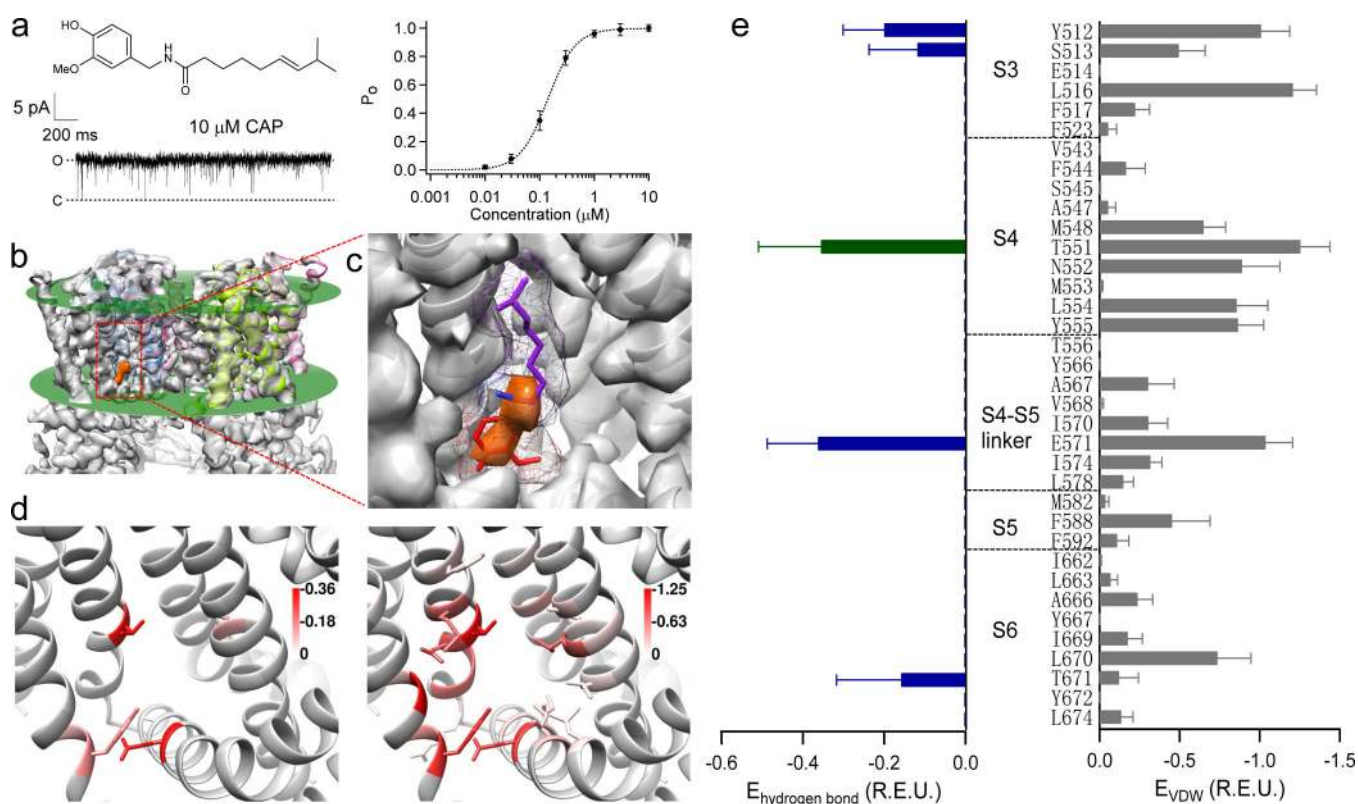 a
HO
MeO
N
H
O
5 pA
200 ms
10 μM CAP
O
C
Po
1.0
0.8
0.6
0.4
0.2
0.0
0.001
0.01
0.1
1
10
Concentration (μM)
b
c
d
-0.36
-0.18
0
-1.25
-0.63
0
e
S3
S4
S4-S5
linker
S5
S6
-0.6
-0.4
-0.2
0.0
E hydrogen bond (R.E.U.)
Y512
S513
E514
L516
F517
F523
V543
F544
S545
A547
M548
T551
N552
M553
L554
Y555
T556
Y566
A567
V568
I570
E571
I574
L578
M582
F588
F592
I662
L663
A666
Y667
I669
L670
T671
Y672
L674
0.0
-0.5
-1.0
-1.5
E VDW (R.E.U.)